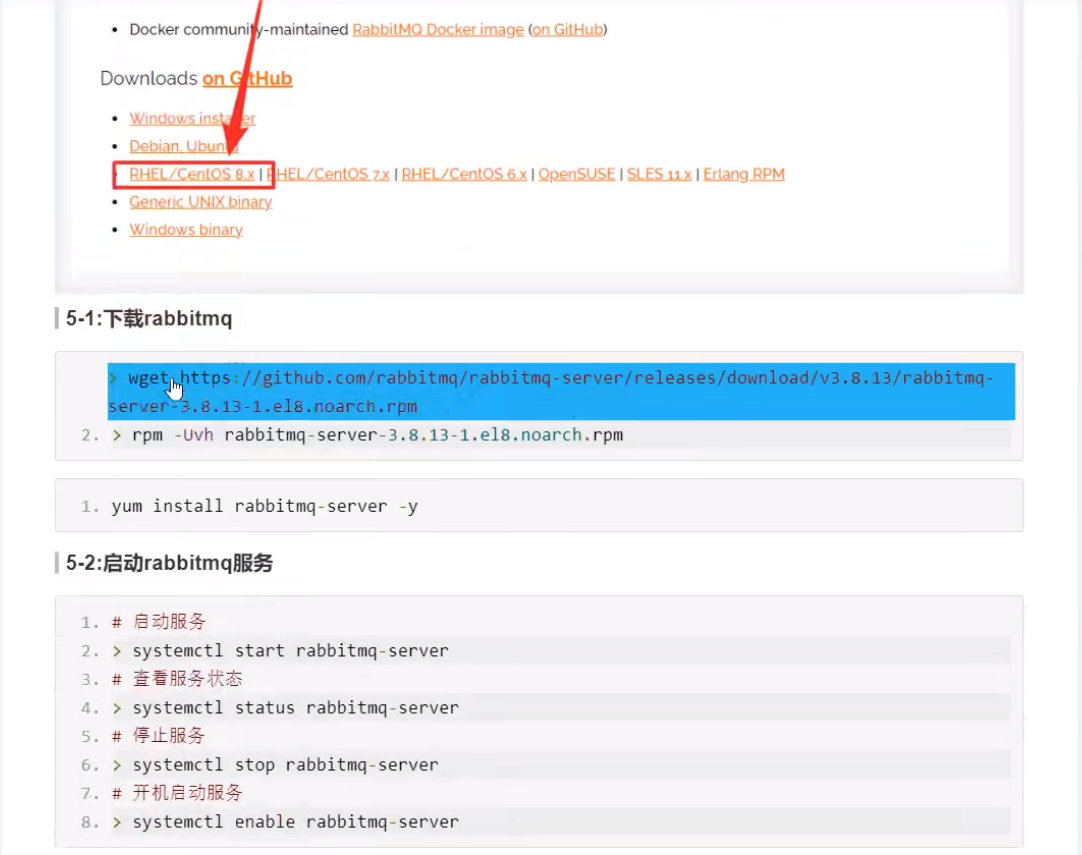 • Docker community-maintained RabbitMQ Docker image (on GitHub)
Downloads on GitHub
• Windows installer
• Debian, Ubuntu
• RHEL/CentOS 8.x | RHEL/CentOS 7.x | RHEL/CentOS 6.x | OpenSUSE | SLES 11.x | Erlang RPM
• Generic UNIX binary
• Windows binary
5-1:下载rabbitmq
> wget https://github.com/rabbitmq/rabbitmq-server/releases/download/v3.8.13/rabbitmq-
server-3.8.13-1.el8.noarch.rpm
2. > rpm -Uvh rabbitmq-server-3.8.13-1.el8.noarch.rpm
1. yum install rabbitmq-server -y
5-2:启动rabbitmq服务
1. # 启动服务
2. > systemctl start rabbitmq-server
3. # 查看服务状态
4. > systemctl status rabbitmq-server
5. # 停止服务
6. > systemctl stop rabbitmq-server
7. # 开机启动服务
8. > systemctl enable rabbitmq-server